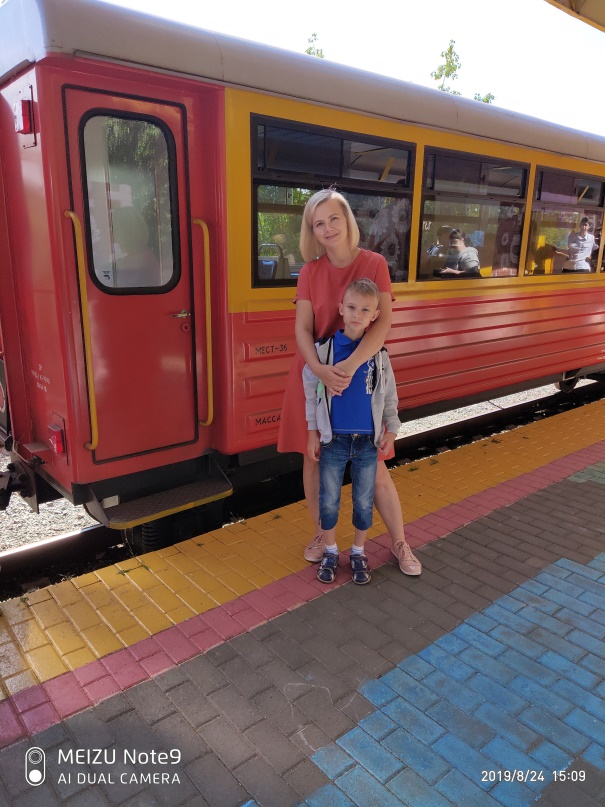 МЕСТ-36
МАССА
MEIZU Note9
AI DUAL CAMERA
2019/8/24 15:09